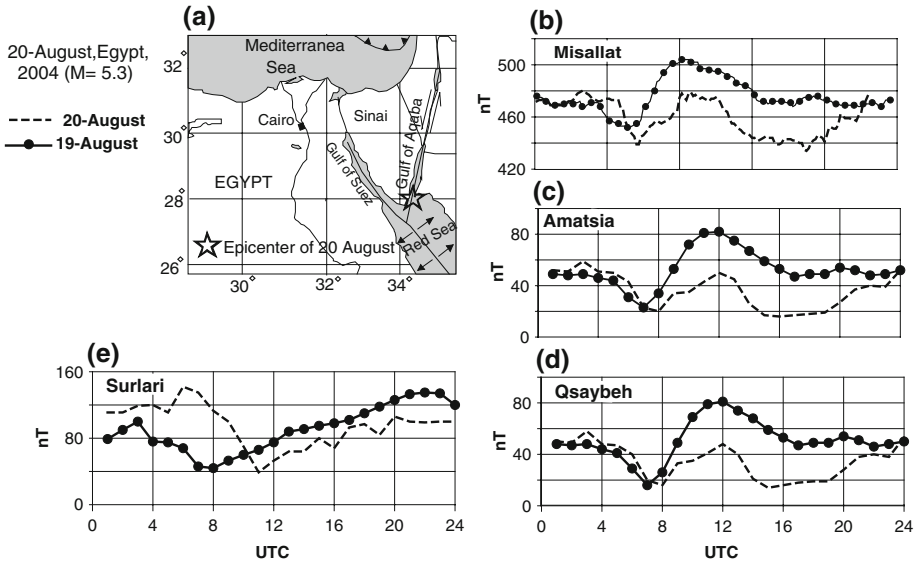 (a)
20-August,Egypt,
2004 (M= 5.3)
20-August
19-August
32°
30°
28°
26°
30°
32°
34°
Mediterranea
Sea
Cairo
Sinai
Gulf of Aqaba
Gulf of Suez
EGYPT
Red Sea
Epicenter of 20 August
(b)
Misallat
nT
500
460
420
(c)
Amatsia
nT
80
40
0
(d)
Qsaybeh
nT
80
40
0
0 4 8 12 16 20 24
UTC
(e)
Surlari
nT
160
80
0
0 4 8 12 16 20 24
UTC